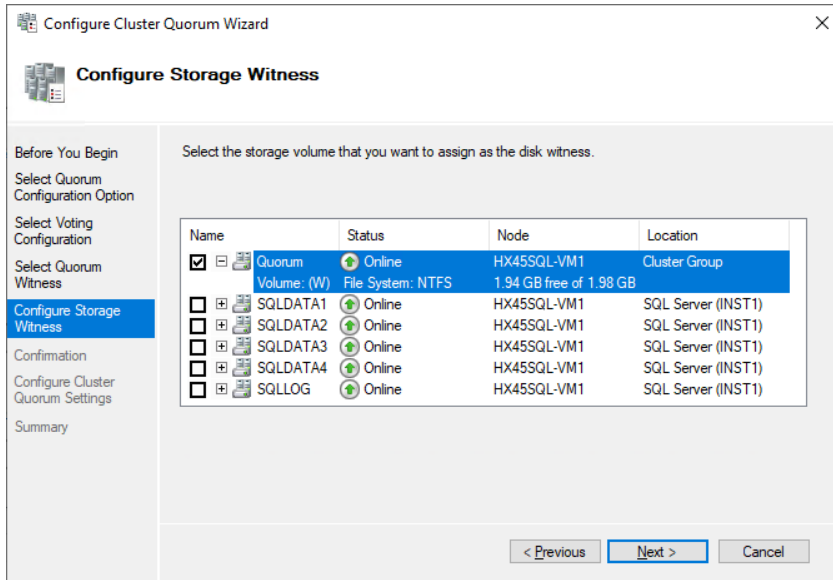 Configure Cluster Quorum Wizard
Configure Storage Witness
Before You Begin
Select Quorum
Configuration Option
Select Voting
Configuration
Select Quorum
Witness
Configure Storage
Witness
Confirmation
Configure Cluster
Quorum Settings
Summary
Select the storage volume that you want to assign as the disk witness.
Name Status Node Location
Quorum Online HX45SQL-VM1 Cluster Group
Volume: (W) File System: NTFS 1.94 GB free of 1.98 GB
SQLDATA1 Online HX45SQL-VM1 SQL Server (INST1)
SQLDATA2 Online HX45SQL-VM1 SQL Server (INST1)
SQLDATA3 Online HX45SQL-VM1 SQL Server (INST1)
SQLDATA4 Online HX45SQL-VM1 SQL Server (INST1)
SQLLOG Online HX45SQL-VM1 SQL Server (INST1)
< Previous Next > Cancel